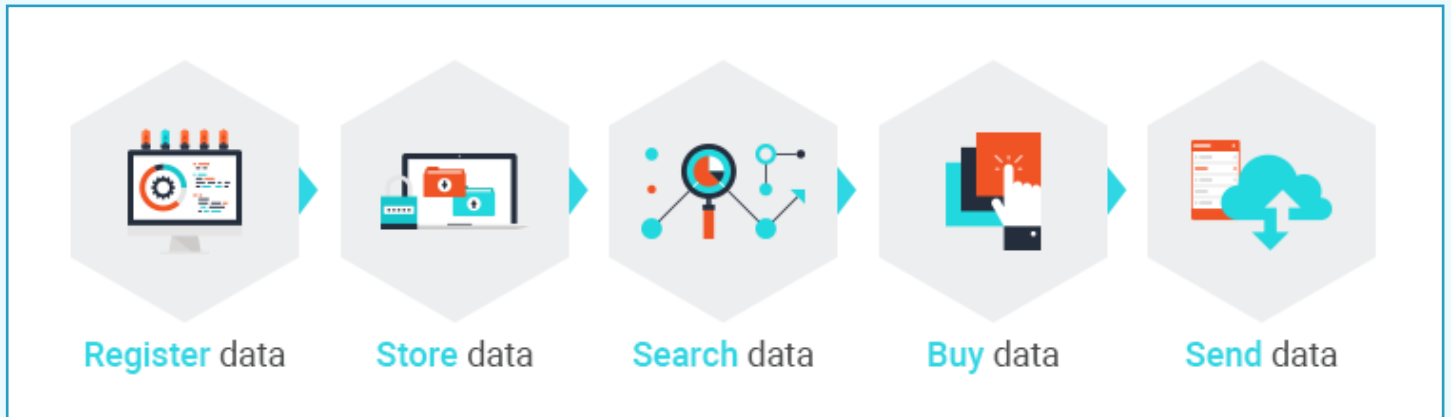 Register data
Store data
Search data
Buy data
Send data